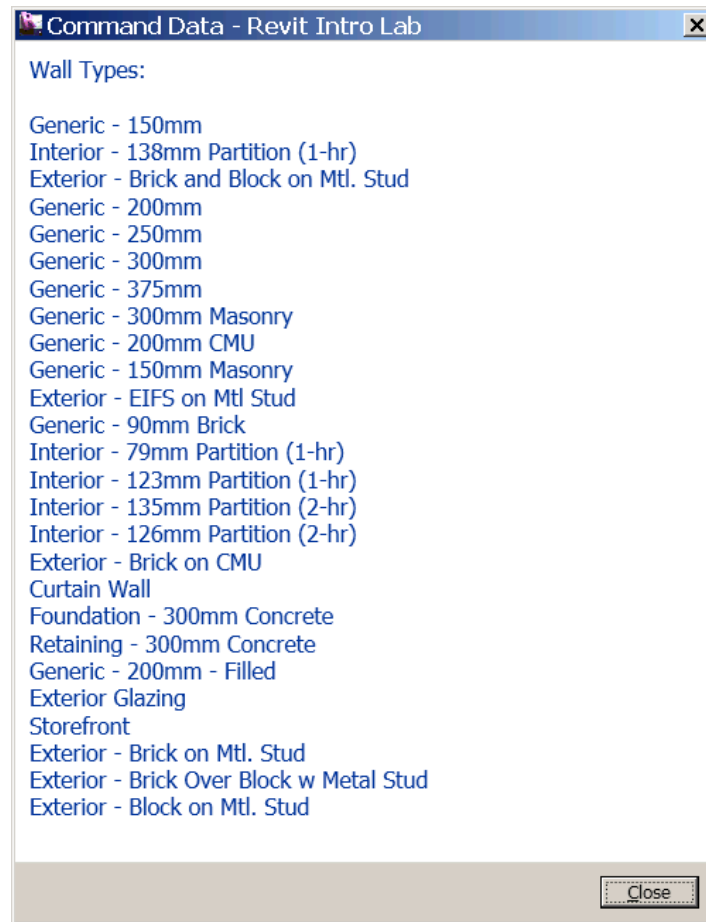 Command Data - Revit Intro Lab
Wall Types:
Generic - 150mm
Interior - 138mm Partition (1-hr)
Exterior - Brick and Block on Mtl. Stud
Generic - 200mm
Generic - 250mm
Generic - 300mm
Generic - 375mm
Generic - 300mm Masonry
Generic - 200mm CMU
Generic - 150mm Masonry
Exterior - EIFS on Mtl Stud
Generic - 90mm Brick
Interior - 79mm Partition (1-hr)
Interior - 123mm Partition (1-hr)
Interior - 135mm Partition (2-hr)
Interior - 126mm Partition (2-hr)
Exterior - Brick on CMU
Curtain Wall
Foundation - 300mm Concrete
Retaining - 300mm Concrete
Generic - 200mm - Filled
Exterior Glazing
Storefront
Exterior - Brick on Mtl. Stud
Exterior - Brick Over Block w Metal Stud
Exterior - Block on Mtl. Stud
Close